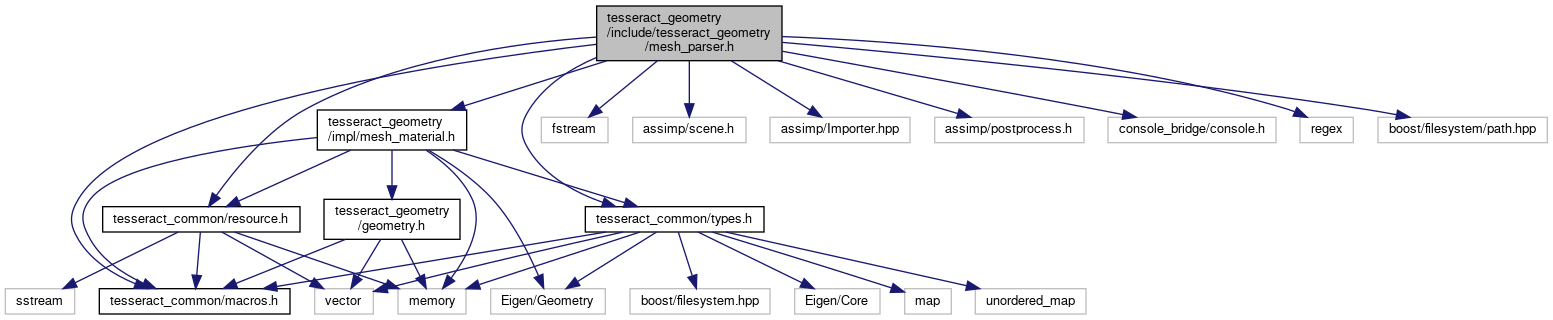 tesseract_geometry
/include/tesseract_geometry
/mesh_parser.h
tesseract_geometry
/impl/mesh_material.h
fstream
assimp/scene.h
assimp/Importer.hpp
assimp/postprocess.h
console_bridge/console.h
regex
boost/filesystem/path.hpp
tesseract_common/resource.h
tesseract_geometry
/geometry.h
tesseract_common/types.h
sstream
tesseract_common/macros.h
vector
memory
Eigen/Geometry
boost/filesystem.hpp
Eigen/Core
map
unordered_map